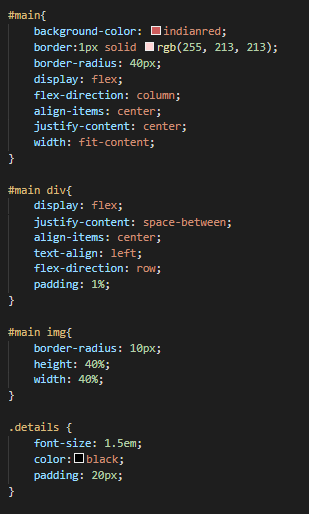 #main{
    background-color: indianred;
    border:1px solid rgb(255, 213, 213);
    border-radius: 40px;
    display: flex;
    flex-direction: column;
    align-items: center;
    justify-content: center;
    width: fit-content;
}

#main div{
    display: flex;
    justify-content: space-between;
    align-items: center;
    text-align: left;
    flex-direction: row;
    padding: 1%;
}

#main img{
    border-radius: 10px;
    height: 40%;
    width: 40%;
}

.details {
    font-size: 1.5em;
    color:black;
    padding: 20px;
}